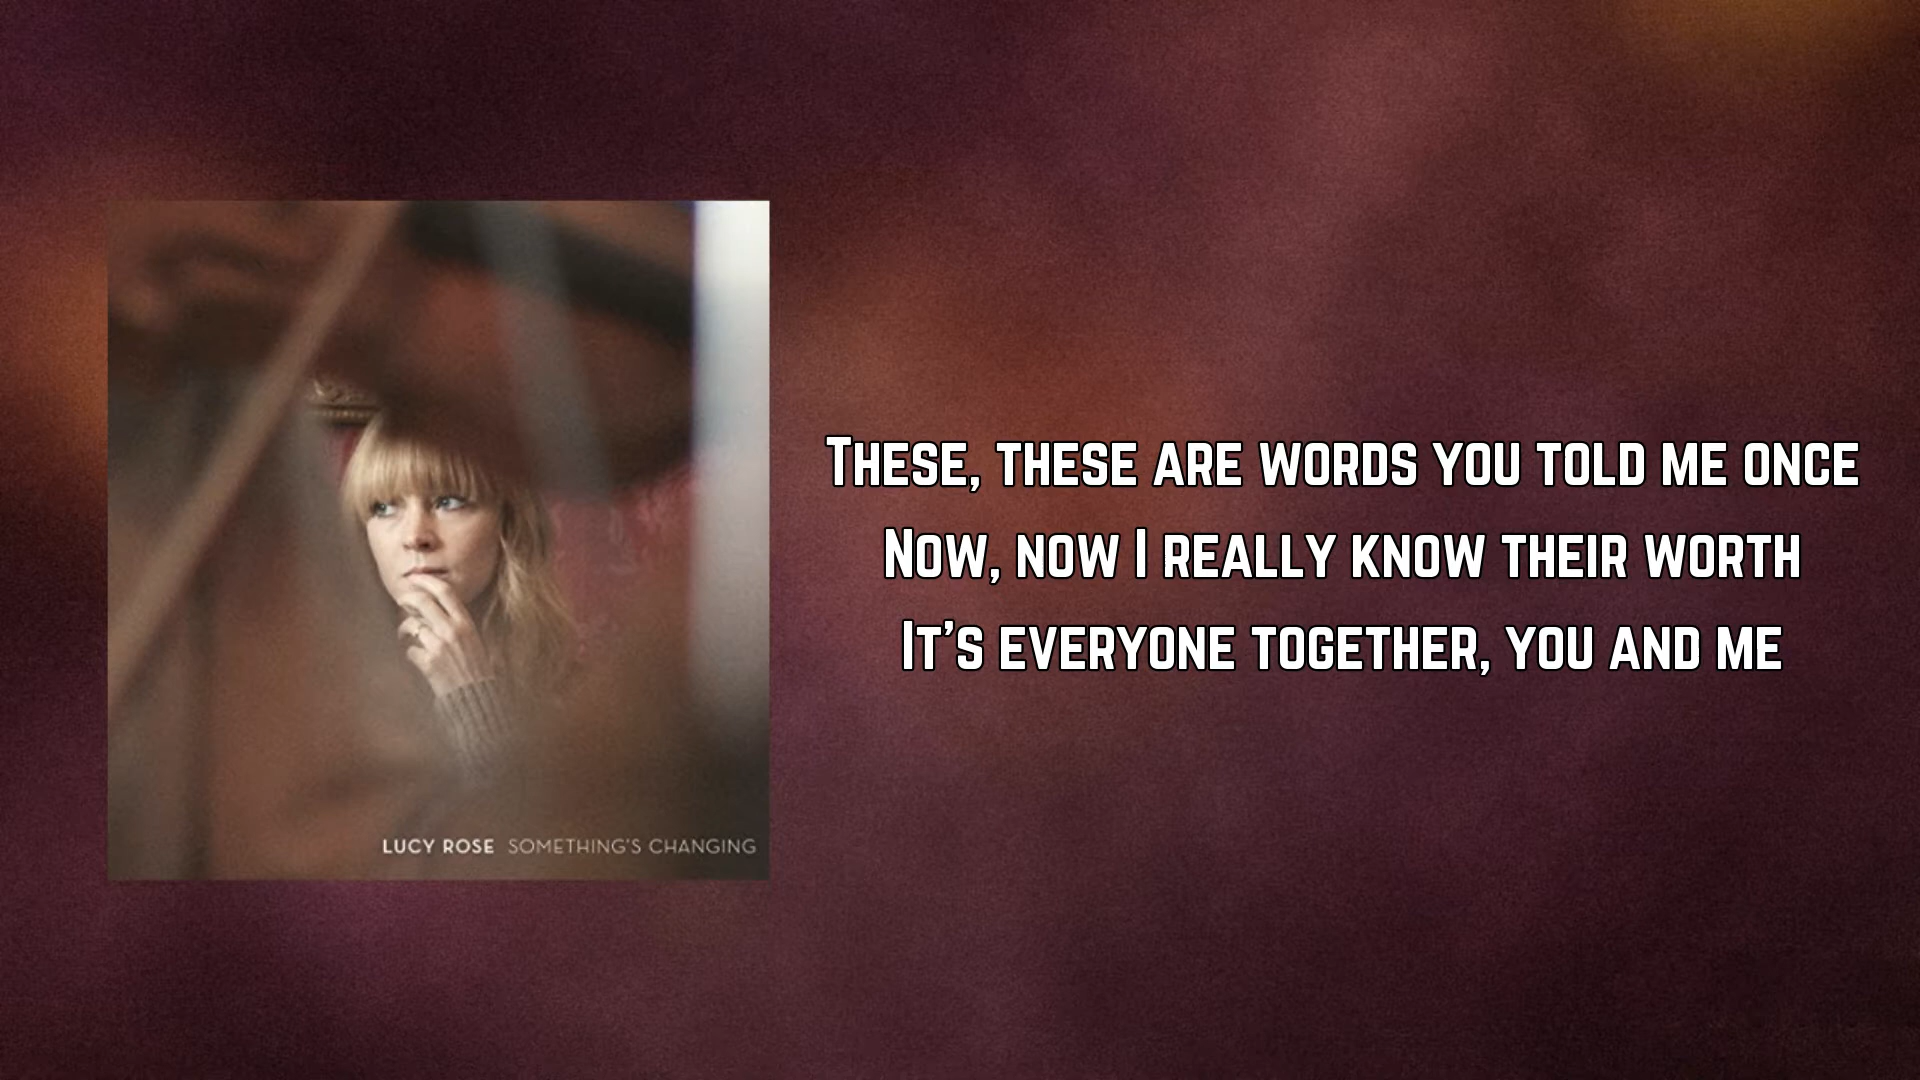 These, these are words you told me once
Now, now I really know their worth
It's everyone together, you and me
LUCY ROSE SOMETHING'S CHANGING